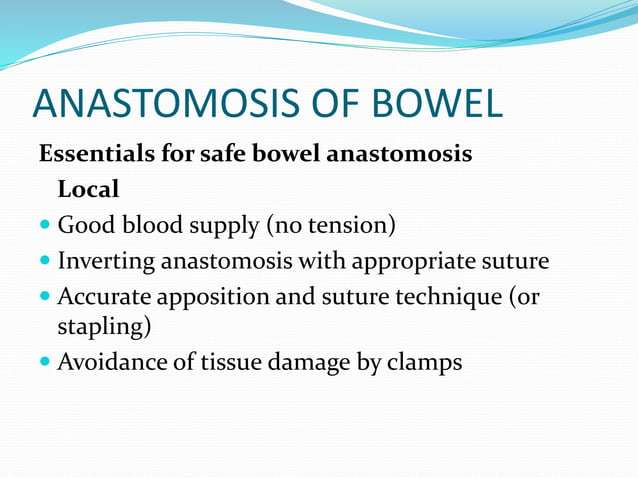 ANASTOMOSIS OF BOWEL
Essentials for safe bowel anastomosis
Local
• Good blood supply (no tension)
• Inverting anastomosis with appropriate suture
• Accurate apposition and suture technique (or
stapling)
• Avoidance of tissue damage by clamps